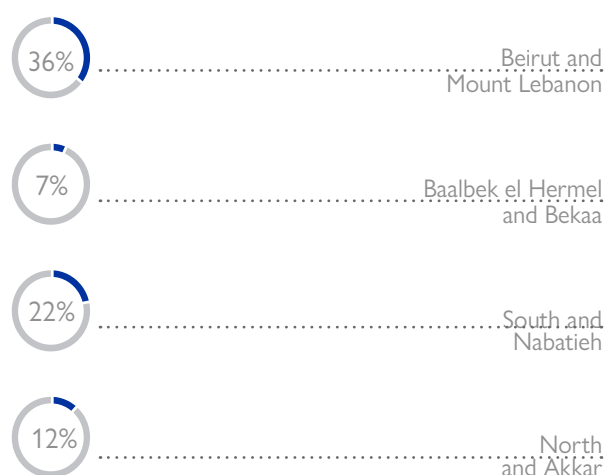 36%
Beirut and
Mount Lebanon
7%
Baalbek el Hermel
and Bekaa
22%
South and
Nabatieh
12%
North
and Akkar